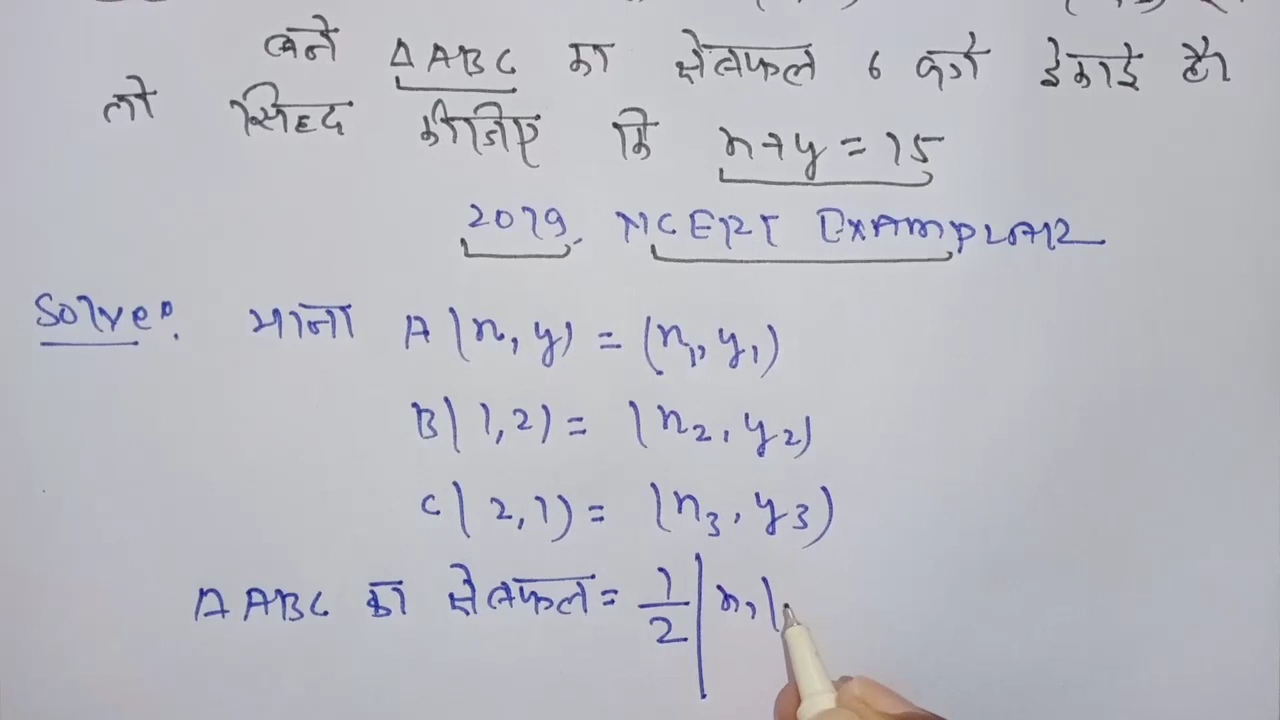 बने ΔABC का क्षेत्रफल 6 वर्ग इकाई है।
तो सिद्ध कीजिए कि x+y=15
2019, NCERT EXAMPLAR
Solve: माना A(x,y) = (x₁,y₁)
B(1,2) = (x₂,y₂)
C(2,1) = (x₃,y₃)
ΔABC का क्षेत्रफल = 1/2 | x₁(